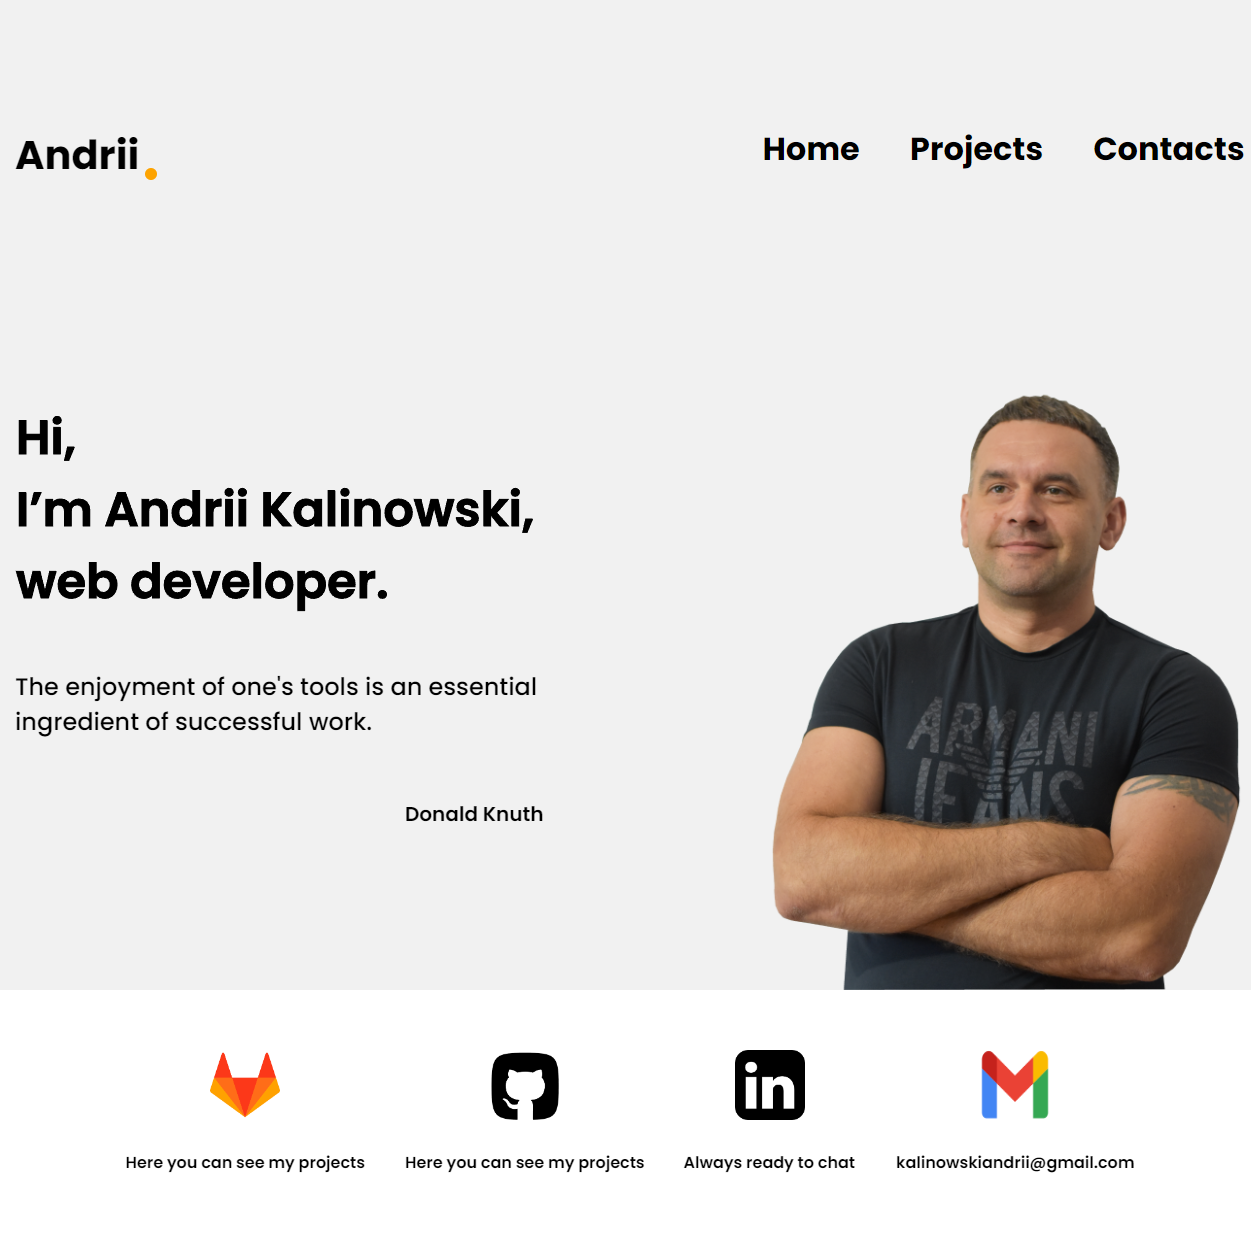 Andrii
Home Projects Contacts
Hi,
I’m Andrii Kalinowski,
web developer.
The enjoyment of one's tools is an essential
ingredient of successful work.
Donald Knuth
ARMANI
JEANS
in
Here you can see my projects
Here you can see my projects
Always ready to chat
kalinowskiandrii@gmail.com